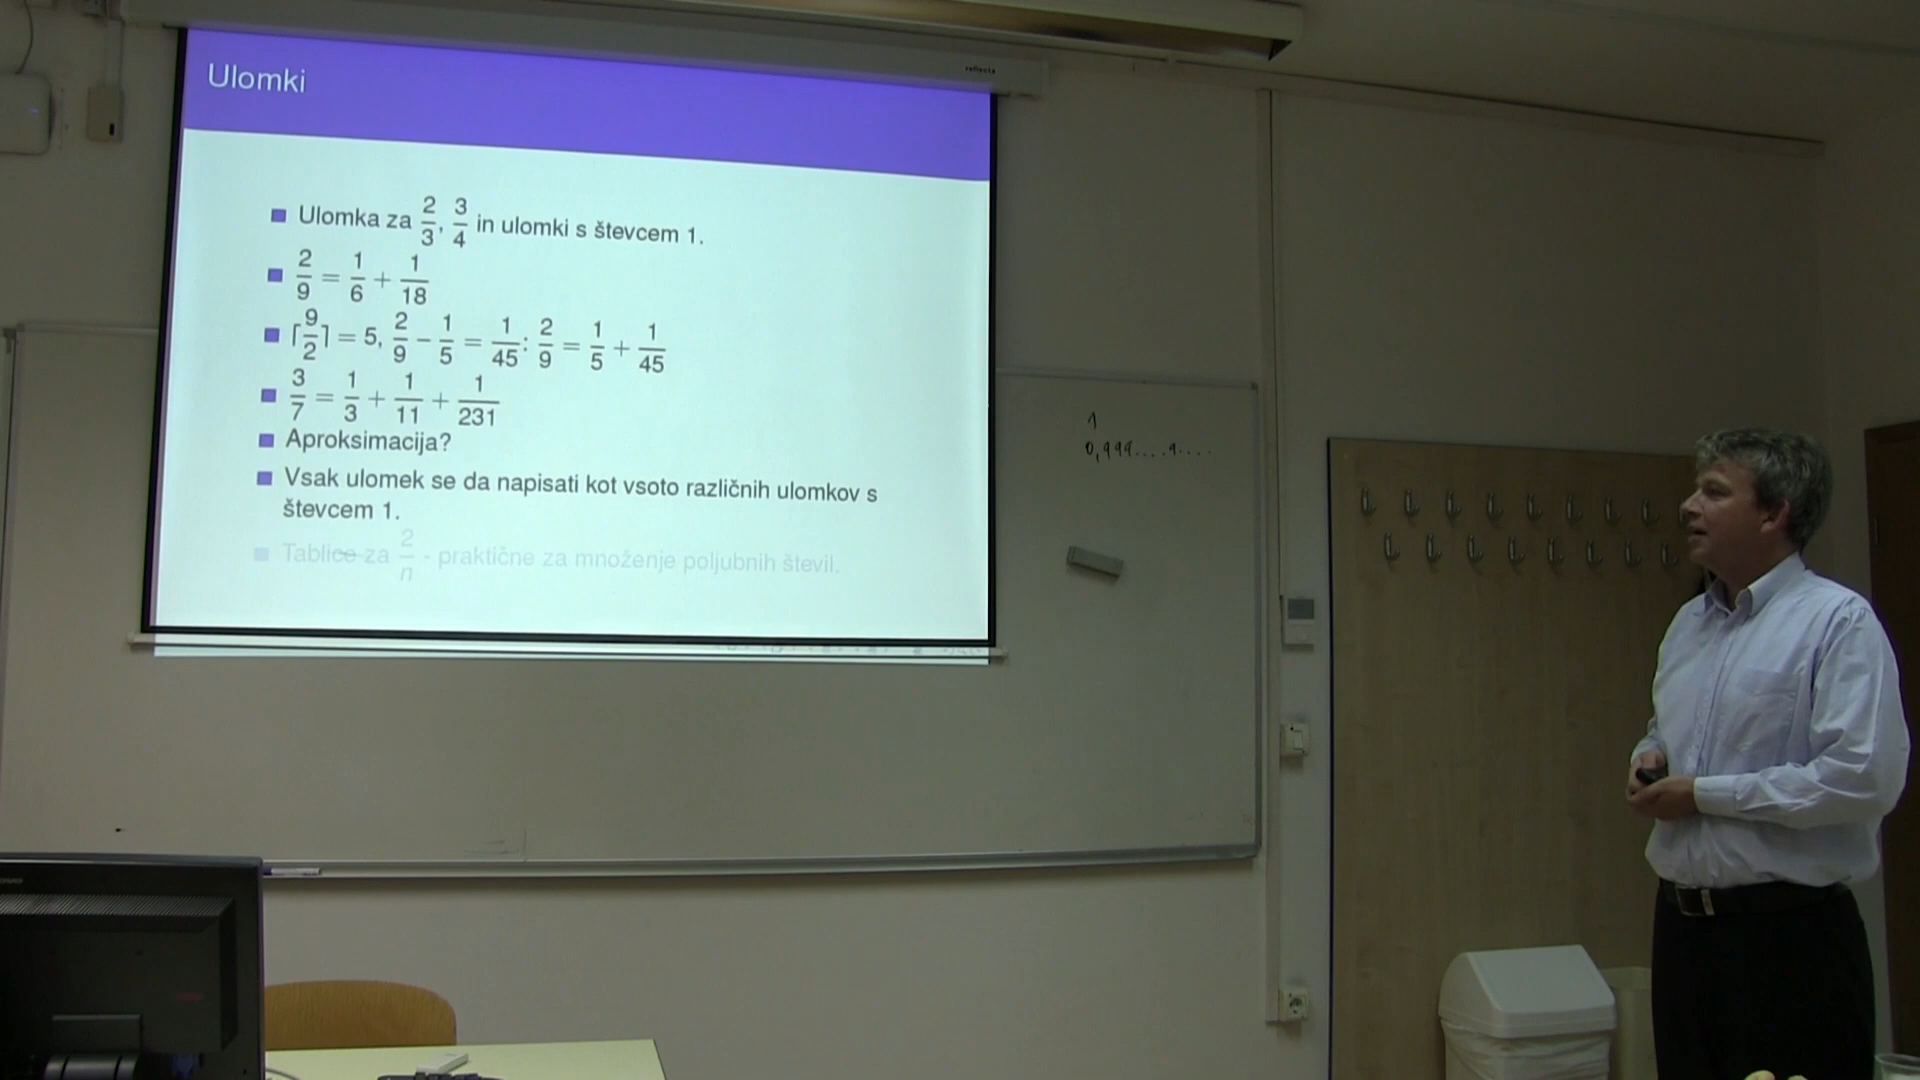 reflecta
Ulomki
Ulomka za 2/3, 3/4 in ulomki s števcem 1.
2/9 = 1/6 + 1/18
⌈9/2⌉ = 5, 2/9 − 1/5 = 1/45: 2/9 = 1/5 + 1/45
3/7 = 1/3 + 1/11 + 1/231
Aproksimacija?
Vsak ulomek se da napisati kot vsoto različnih ulomkov s
števcem 1.
Tablice za 2/n - praktične za množenje poljubnih števil.
1
0,999....9....